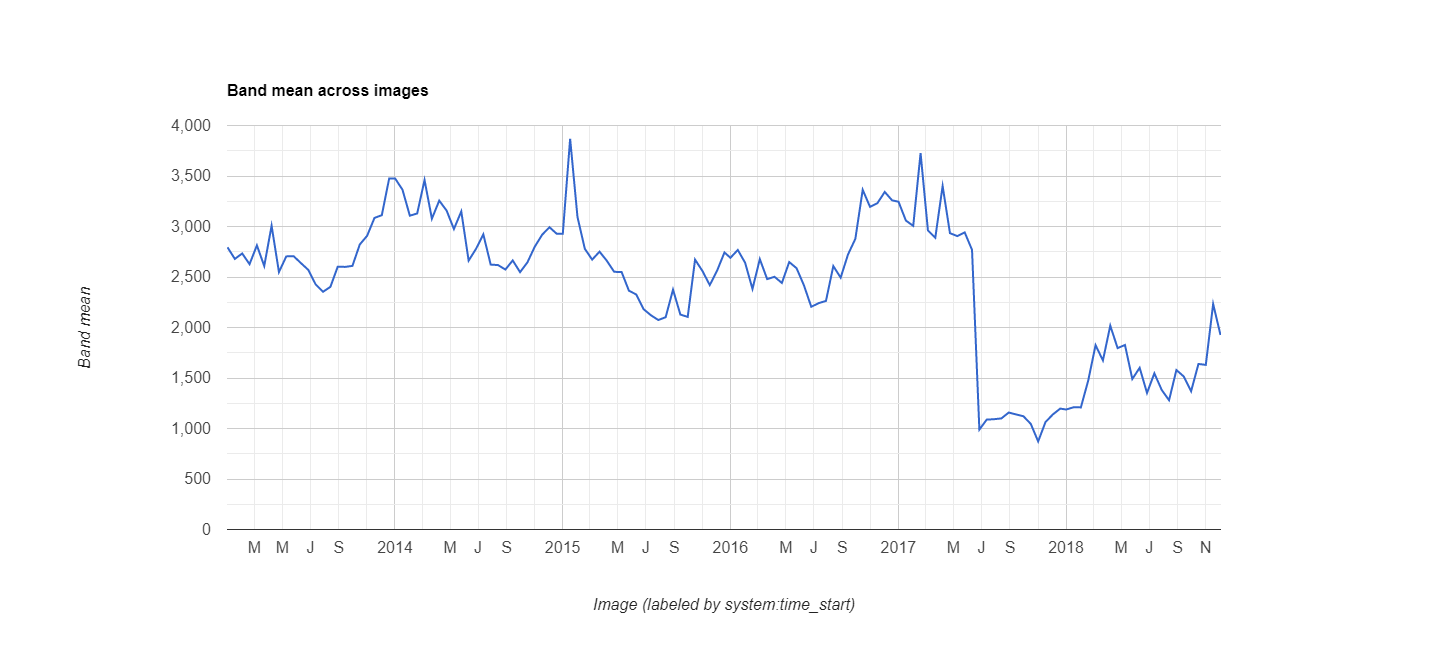 Band mean across images
4,000
3,500
3,000
2,500
2,000
1,500
1,000
500
0
Band mean
M M J S 2014 M J S 2015 M J S 2016 M J S 2017 M J S 2018 M J S N
Image (labeled by system:time_start)